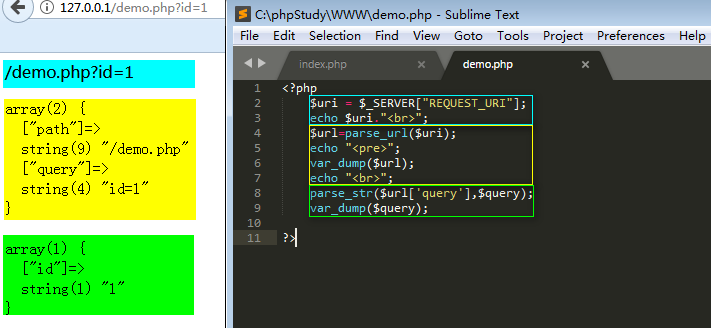 127.0.0.1/demo.php?id=1
/demo.php?id=1
array(2) {
["path"]=>
string(9) "/demo.php"
["query"]=>
string(4) "id=1"
}
array(1) {
["id"]=>
string(1) "1"
}
C:\phpStudy\WWW\demo.php - Sublime Text
File Edit Selection Find View Goto Tools Project Preferences Help
index.php × demo.php ×
1 <?php
2 $uri = $_SERVER["REQUEST_URI"];
3 echo $uri."<br>";
4 $url=parse_url($uri);
5 echo "<pre>";
6 var_dump($url);
7 echo "<br>";
8 parse_str($url['query'],$query);
9 var_dump($query);
10
11 ?>